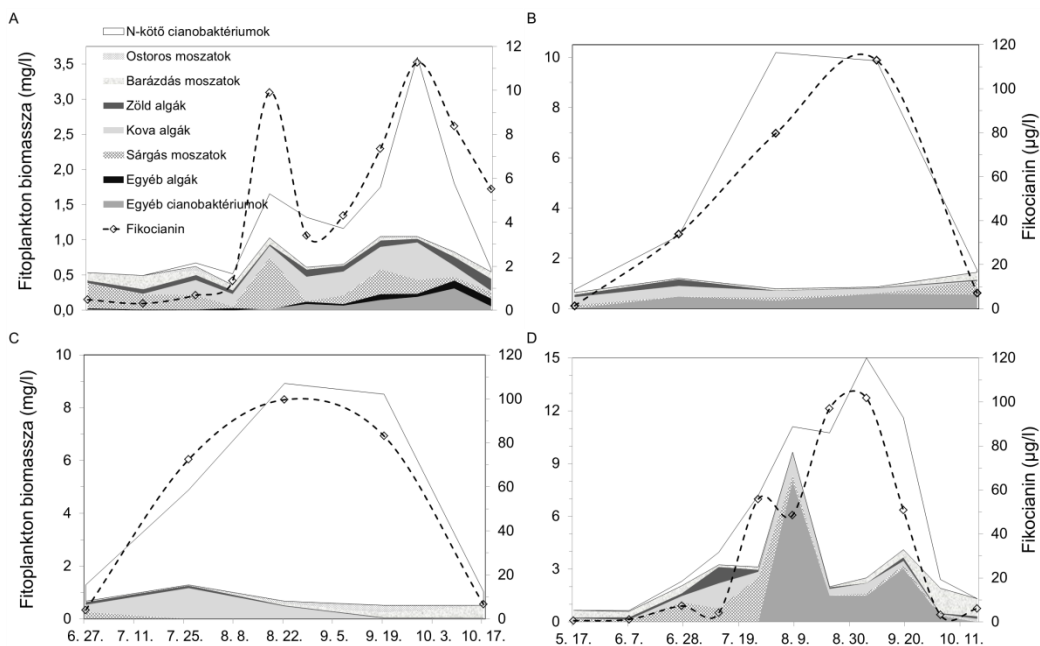 A
B
N-kötő cianobaktériumok
Ostoros moszatok
Barázdás moszatok
Zöld algák
Kova algák
Sárgás moszatok
Egyéb algák
Egyéb cianobaktériumok
Fikocianin
Fitoplankton biomassza (mg/l)
3,5
3,0
2,5
2,0
1,5
1,0
0,5
0,0
12
10
8
6
4
2
0
10
8
6
4
2
0
120
100
80
60
40
20
0
Fikocianin (µg/l)
C
D
Fitoplankton biomassza (mg/l)
10
8
6
4
2
0
120
100
80
60
40
20
0
6. 27. 7. 11. 7. 25. 8. 8. 8. 22. 9. 5. 9. 19. 10. 3. 10. 17.
15
12
9
6
3
0
120
100
80
60
40
20
0
Fikocianin (µg/l)
5. 17. 6. 7. 6. 28. 7. 19. 8. 9. 8. 30. 9. 20. 10. 11.